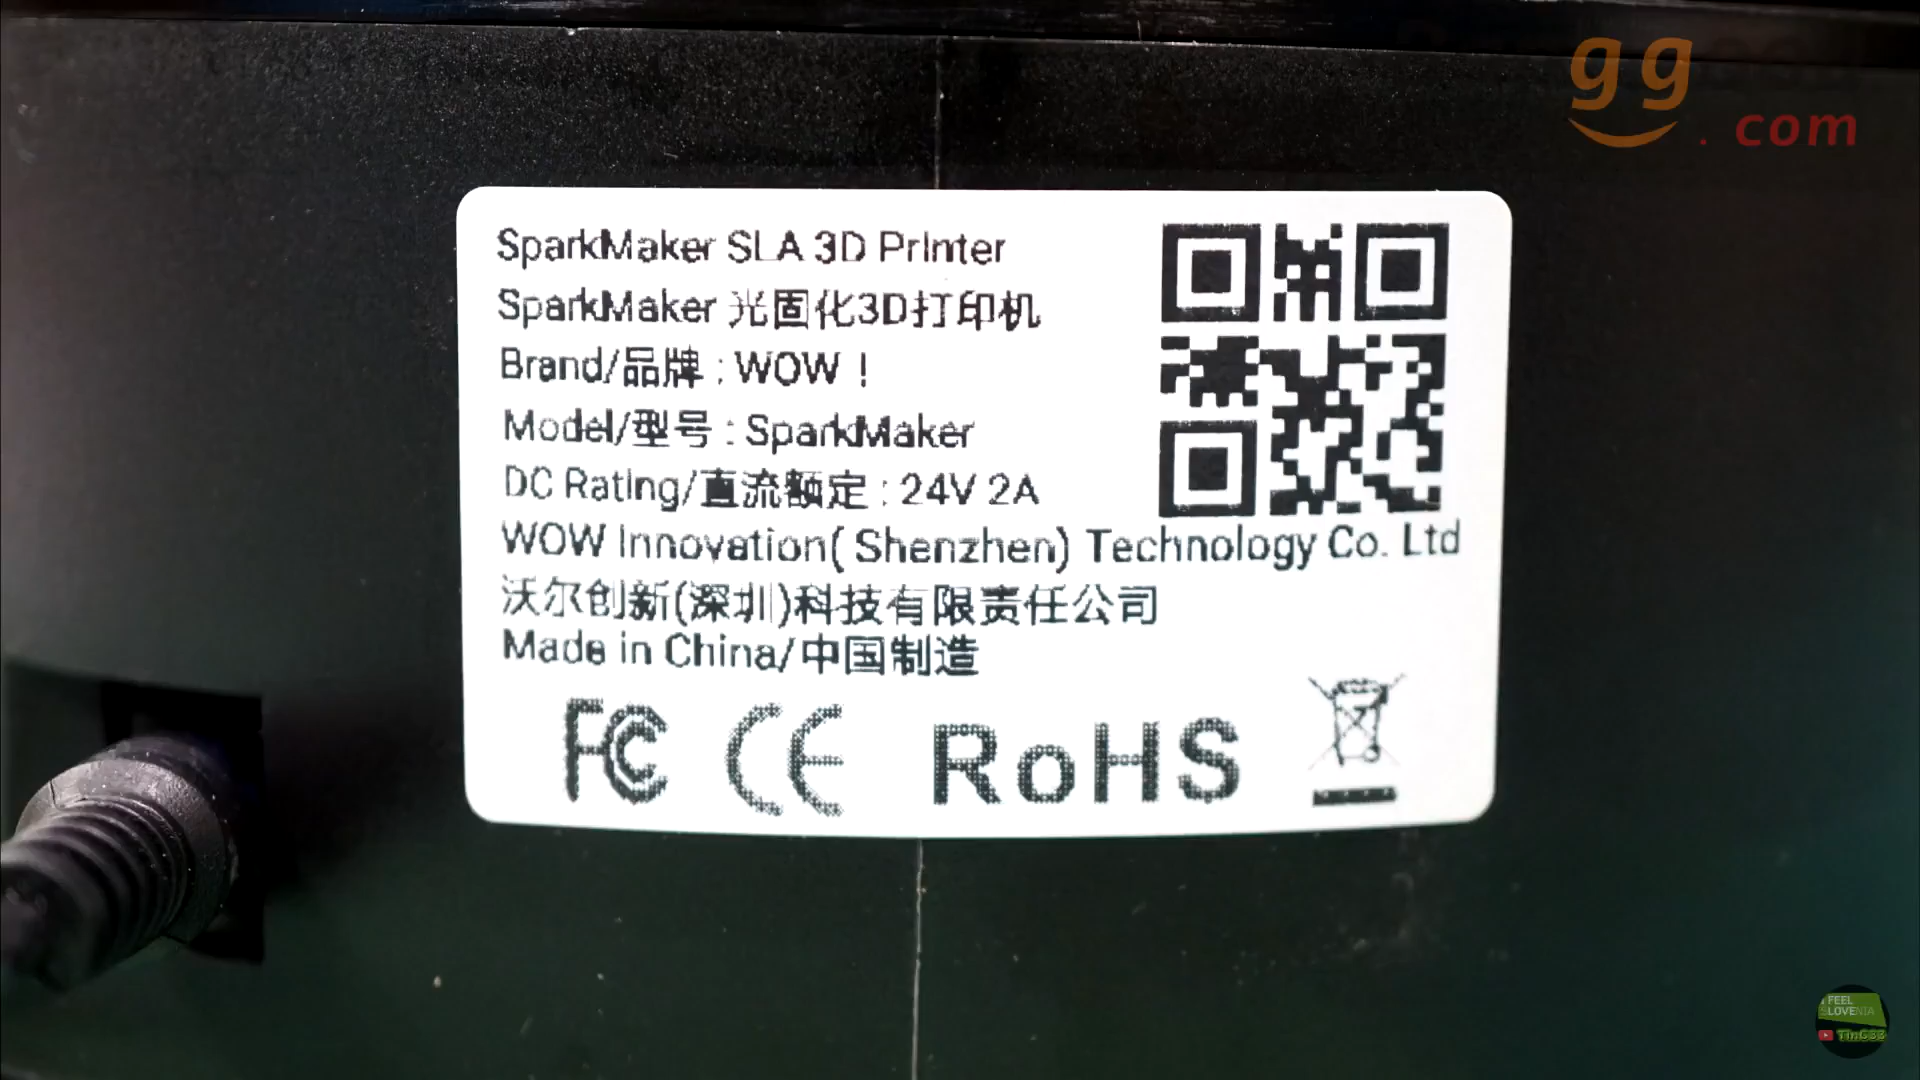 gg
. com
SparkMaker SLA 3D Printer
SparkMaker 光固化3D打印机
Brand/品牌 : WOW !
Model/型号 : SparkMaker
DC Rating/直流额定 : 24V 2A
WOW Innovation( Shenzhen) Technology Co. Ltd
沃尔创新(深圳)科技有限责任公司
Made in China/中国制造
FC CE RoHS
I FEEL
SLOVENIA
TinG33